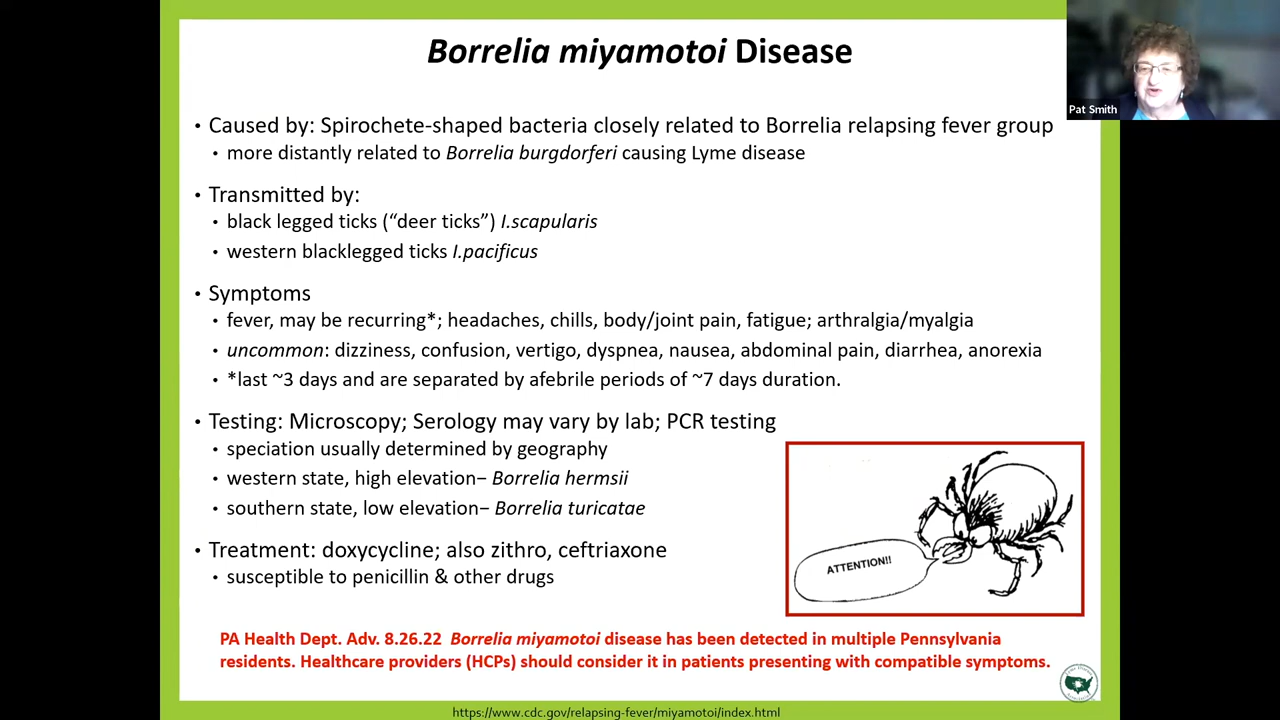 Borrelia miyamotoi Disease
Pat Smith
• Caused by: Spirochete-shaped bacteria closely related to Borrelia relapsing fever group
• more distantly related to Borrelia burgdorferi causing Lyme disease
• Transmitted by:
• black legged ticks (“deer ticks”) I.scapularis
• western blacklegged ticks I.pacificus
• Symptoms
• fever, may be recurring*; headaches, chills, body/joint pain, fatigue; arthralgia/myalgia
• uncommon: dizziness, confusion, vertigo, dyspnea, nausea, abdominal pain, diarrhea, anorexia
• *last ~3 days and are separated by afebrile periods of ~7 days duration.
• Testing: Microscopy; Serology may vary by lab; PCR testing
• speciation usually determined by geography
• western state, high elevation– Borrelia hermsii
• southern state, low elevation– Borrelia turicatae
• Treatment: doxycycline; also zithro, ceftriaxone
• susceptible to penicillin & other drugs
ATTENTION!!
PA Health Dept. Adv. 8.26.22 Borrelia miyamotoi disease has been detected in multiple Pennsylvania
residents. Healthcare providers (HCPs) should consider it in patients presenting with compatible symptoms.
https://www.cdc.gov/relapsing-fever/miyamotoi/index.html